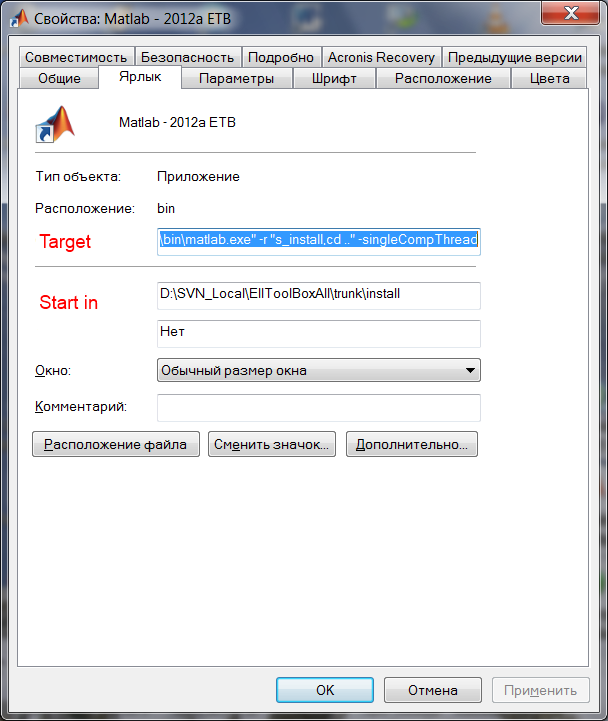 Свойства: Matlab - 2012a ETB
Совместимость Безопасность Подробно Acronis Recovery Предыдущие версии
Общие Ярлык Параметры Шрифт Расположение Цвета
Matlab - 2012a ETB
Тип объекта: Приложение
Расположение: bin
Target \bin\matlab.exe" -r "s_install,cd .." -singleCompThread
Start in D:\SVN_Local\EllToolBoxAll\trunk\install
Нет
Окно: Обычный размер окна
Комментарий:
Расположение файла Сменить значок... Дополнительно...
OK Отмена Применить